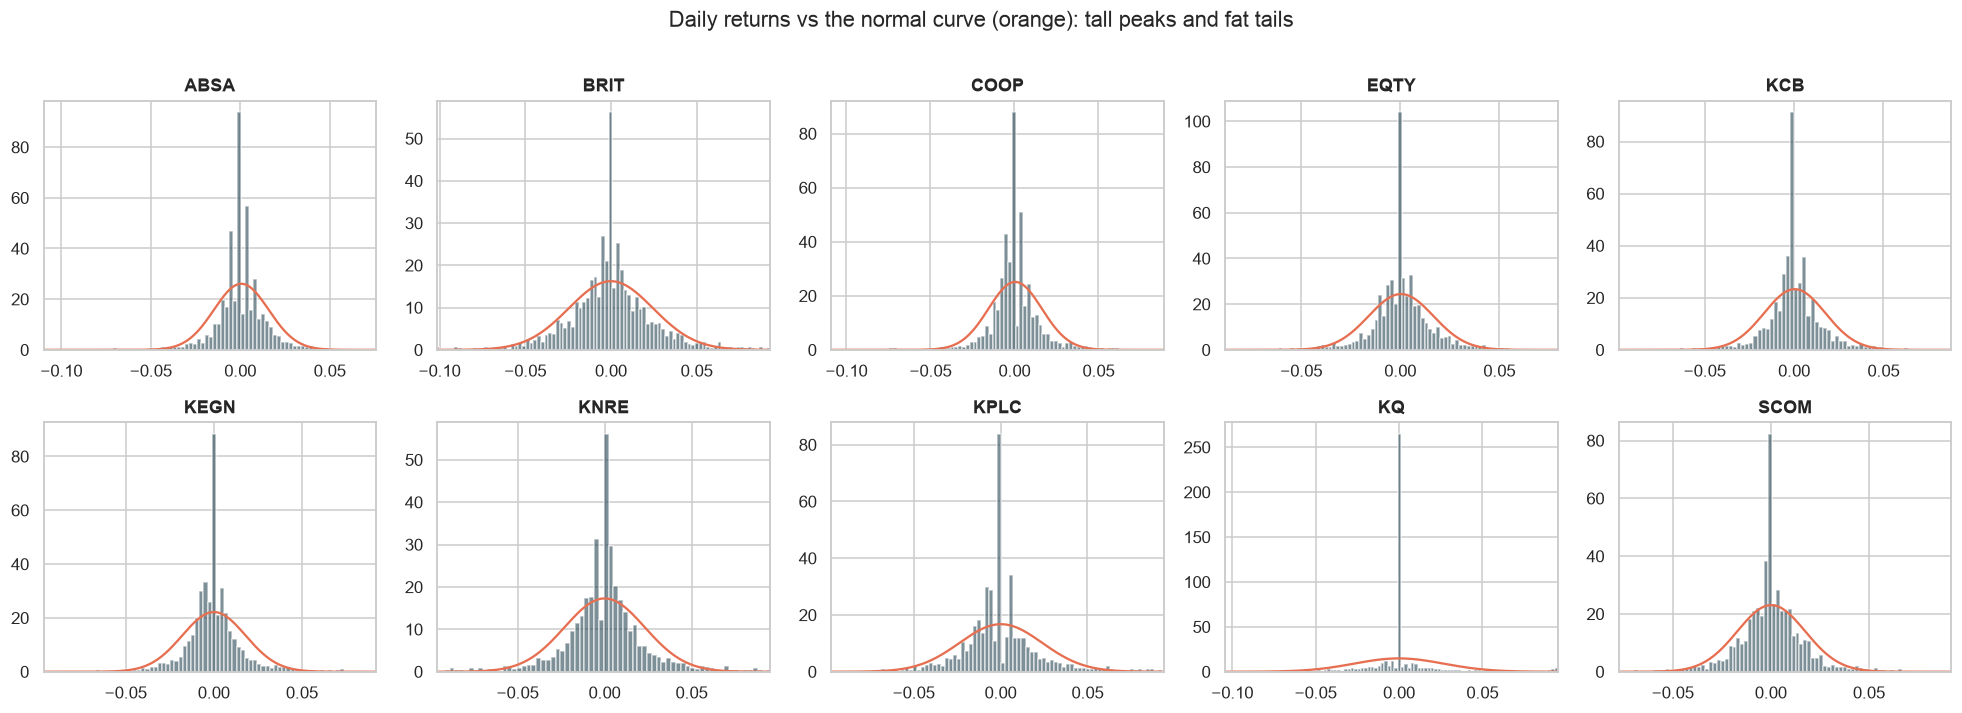 Daily returns vs the normal curve (orange): tall peaks and fat tails
ABSA
80
60
40
20
0
−0.10 −0.05 0.00 0.05
BRIT
50
40
30
20
10
0
−0.10 −0.05 0.00 0.05
COOP
80
60
40
20
0
−0.10 −0.05 0.00 0.05
EQTY
100
80
60
40
20
0
−0.05 0.00 0.05
KCB
80
60
40
20
0
−0.05 0.00 0.05
KEGN
80
60
40
20
0
−0.05 0.00 0.05
KNRE
50
40
30
20
10
0
−0.05 0.00 0.05
KPLC
80
60
40
20
0
−0.05 0.00 0.05
KQ
250
200
150
100
50
0
−0.10 −0.05 0.00 0.05
SCOM
80
60
40
20
0
−0.05 0.00 0.05